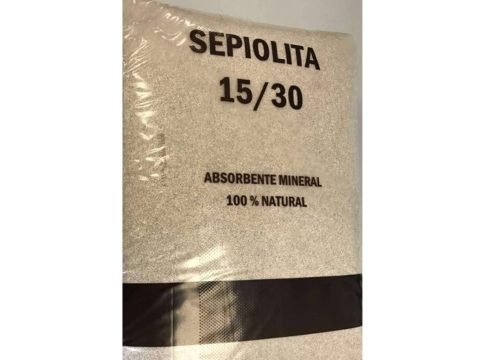 SEPIOLITA
15/30
ABSORBENTE MINERAL
100 % NATURAL